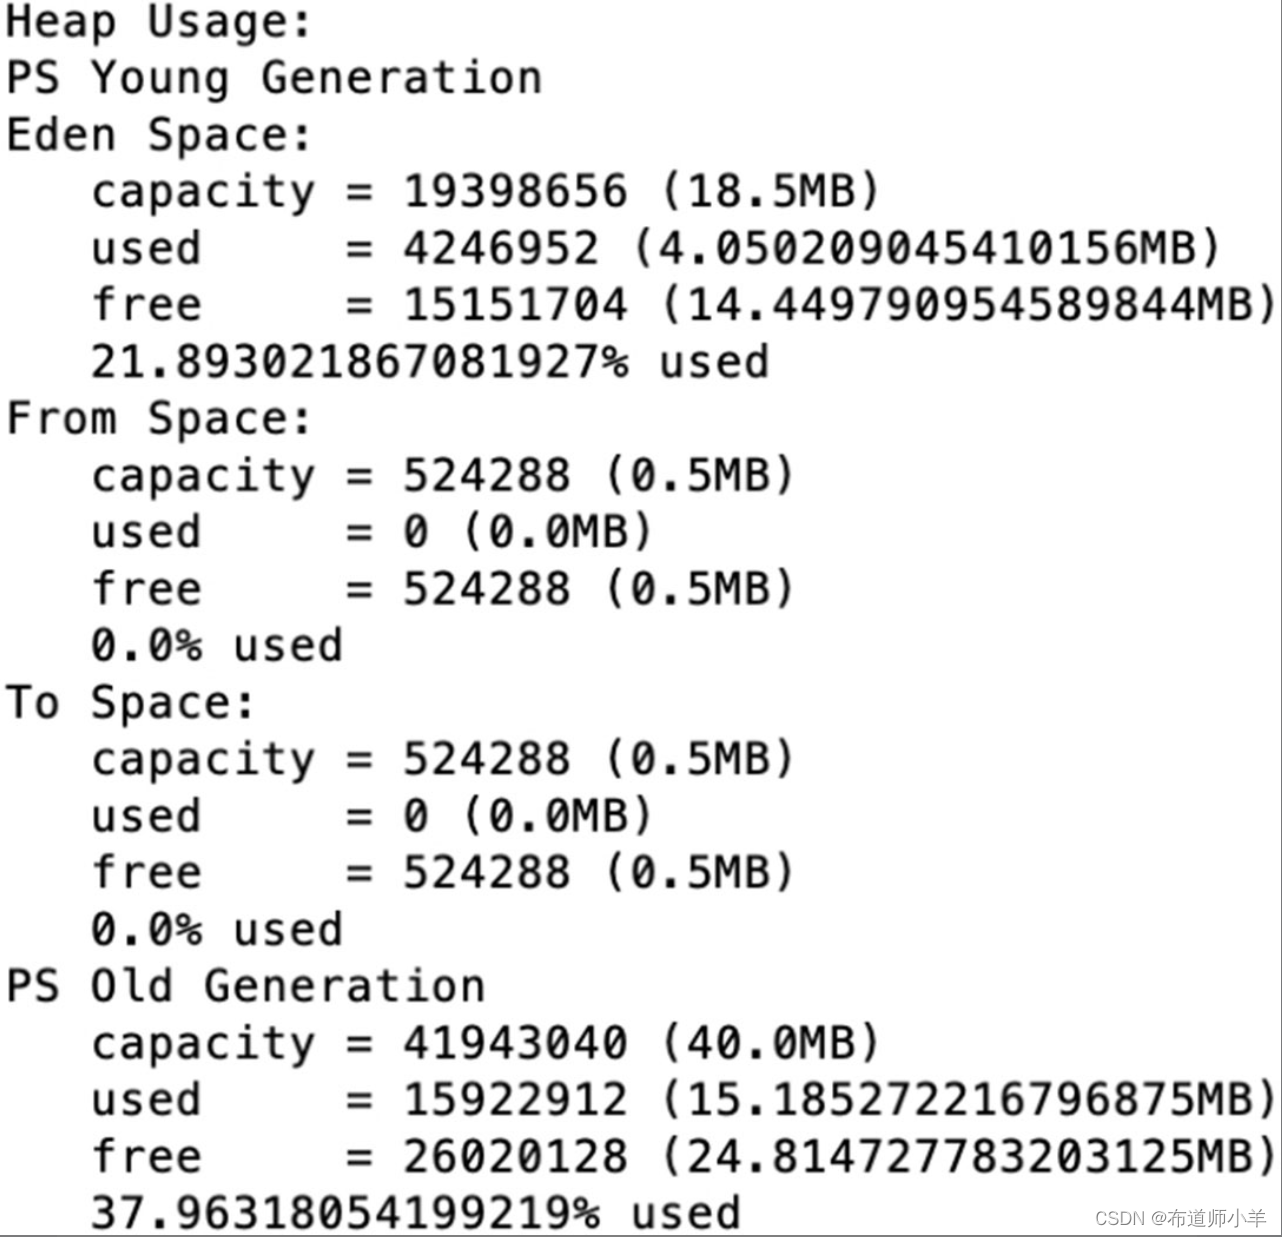 Heap Usage:
PS Young Generation
Eden Space:
   capacity = 19398656 (18.5MB)
   used     = 4246952 (4.050209045410156MB)
   free     = 15151704 (14.449790954589844MB)
   21.893021867081927% used
From Space:
   capacity = 524288 (0.5MB)
   used     = 0 (0.0MB)
   free     = 524288 (0.5MB)
   0.0% used
To Space:
   capacity = 524288 (0.5MB)
   used     = 0 (0.0MB)
   free     = 524288 (0.5MB)
   0.0% used
PS Old Generation
   capacity = 41943040 (40.0MB)
   used     = 15922912 (15.185272216796875MB)
   free     = 26020128 (24.814727783203125MB)
   37.96318054199219% used
CSDN @布道师小羊